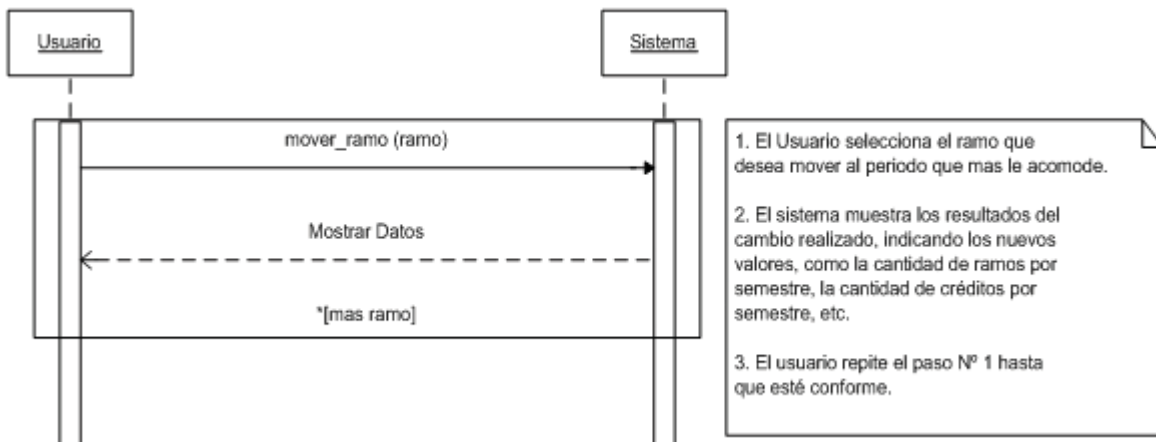 Usuario
Sistema
mover_ramo (ramo)
Mostrar Datos
*[mas ramo]
1. El Usuario selecciona el ramo que
desea mover al periodo que mas le acomode.
2. El sistema muestra los resultados del
cambio realizado, indicando los nuevos
valores, como la cantidad de ramos por
semestre, la cantidad de créditos por
semestre, etc.
3. El usuario repite el paso Nº 1 hasta
que esté conforme.